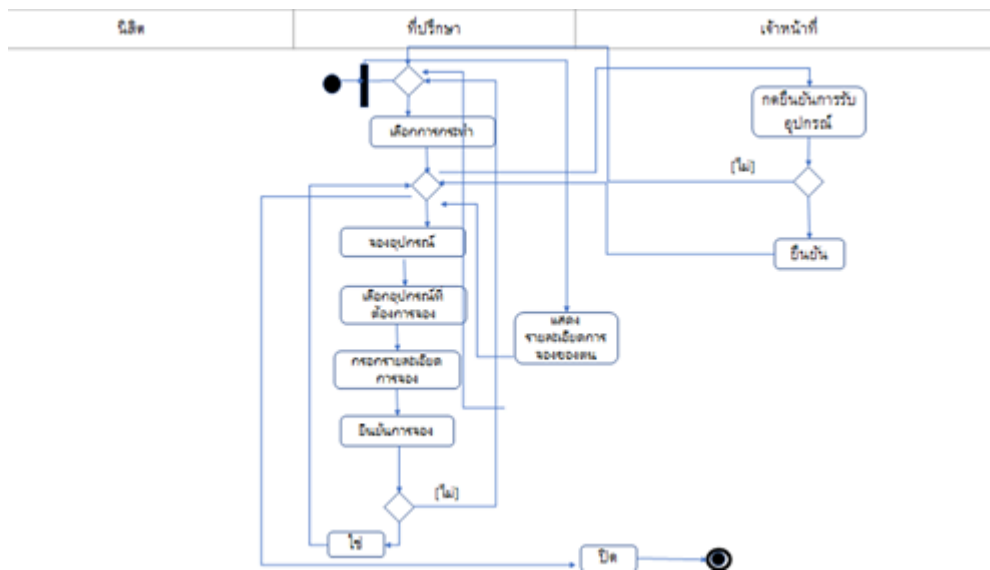 นิสิต
ที่ปรึกษา
เจ้าหน้าที่
กดยืนยันการรับ
อุปกรณ์
เลือกการกระทำ
[ไม่]
จองอุปกรณ์
ยืนยัน
เลือกอุปกรณ์ที่
ต้องการจอง
แสดง
รายละเอียดการ
จองของตน
กรอกรายละเอียด
การจอง
ยืนยันการจอง
[ไม่]
ใช่
ปิด